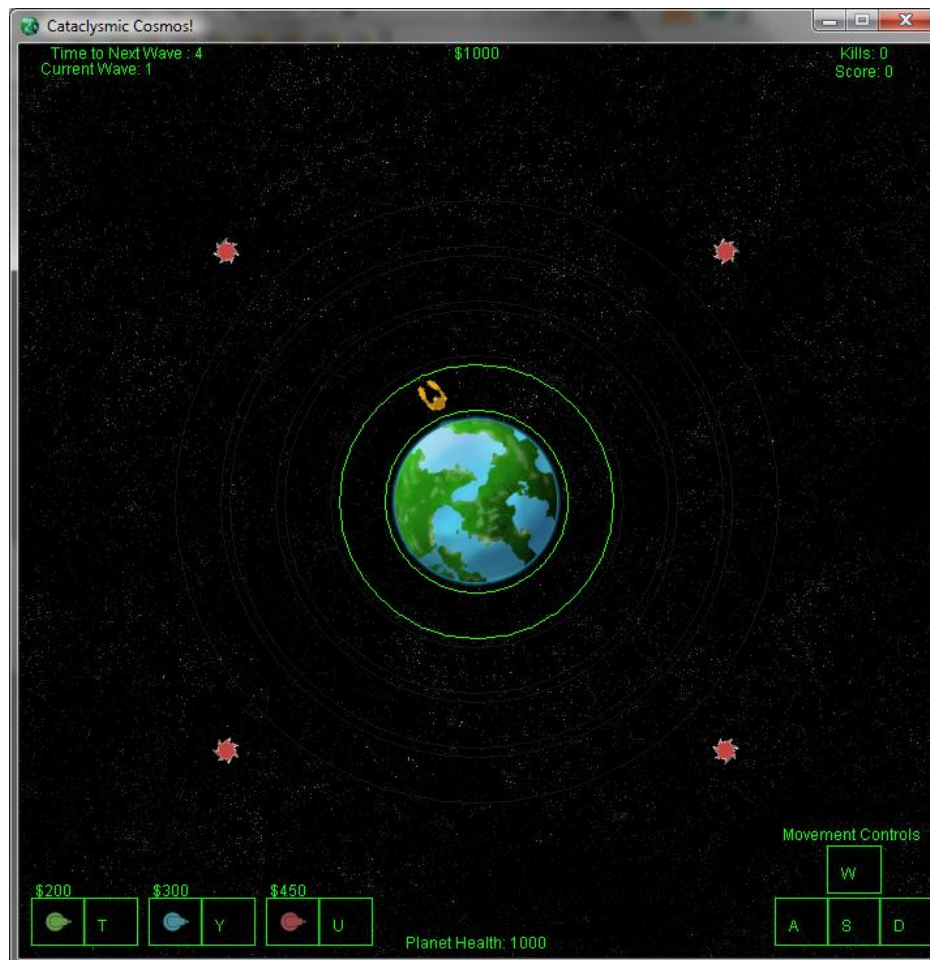 Cataclysmic Cosmos!
Time to Next Wave : 4
$1000
Kills: 0
Current Wave: 1
Score: 0
Movement Controls
W
$200
$300
$450
T
Y
U
A
S
D
Planet Health: 1000